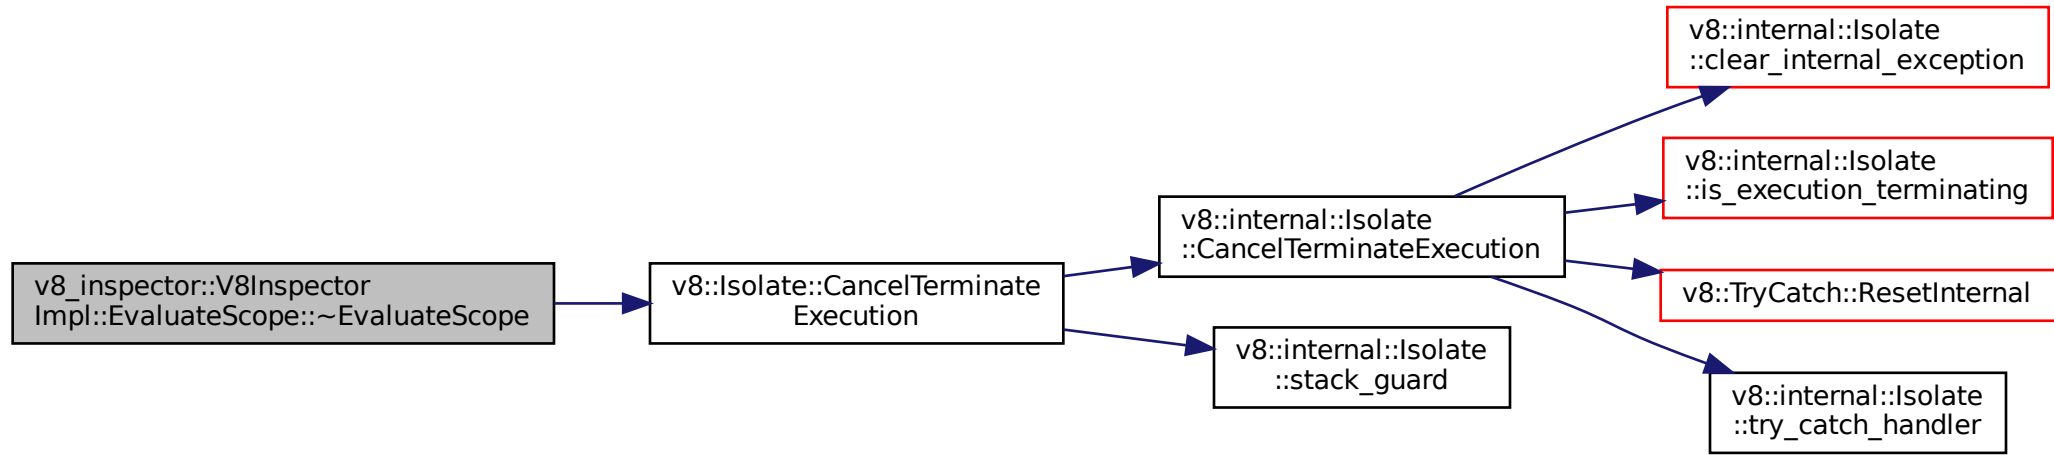 v8::internal::Isolate
::clear_internal_exception
v8::internal::Isolate
::is_execution_terminating
v8::internal::Isolate
::CancelTerminateExecution
v8_inspector::V8Inspector
Impl::EvaluateScope::~EvaluateScope
v8::Isolate::CancelTerminate
Execution
v8::TryCatch::ResetInternal
v8::internal::Isolate
::stack_guard
v8::internal::Isolate
::try_catch_handler